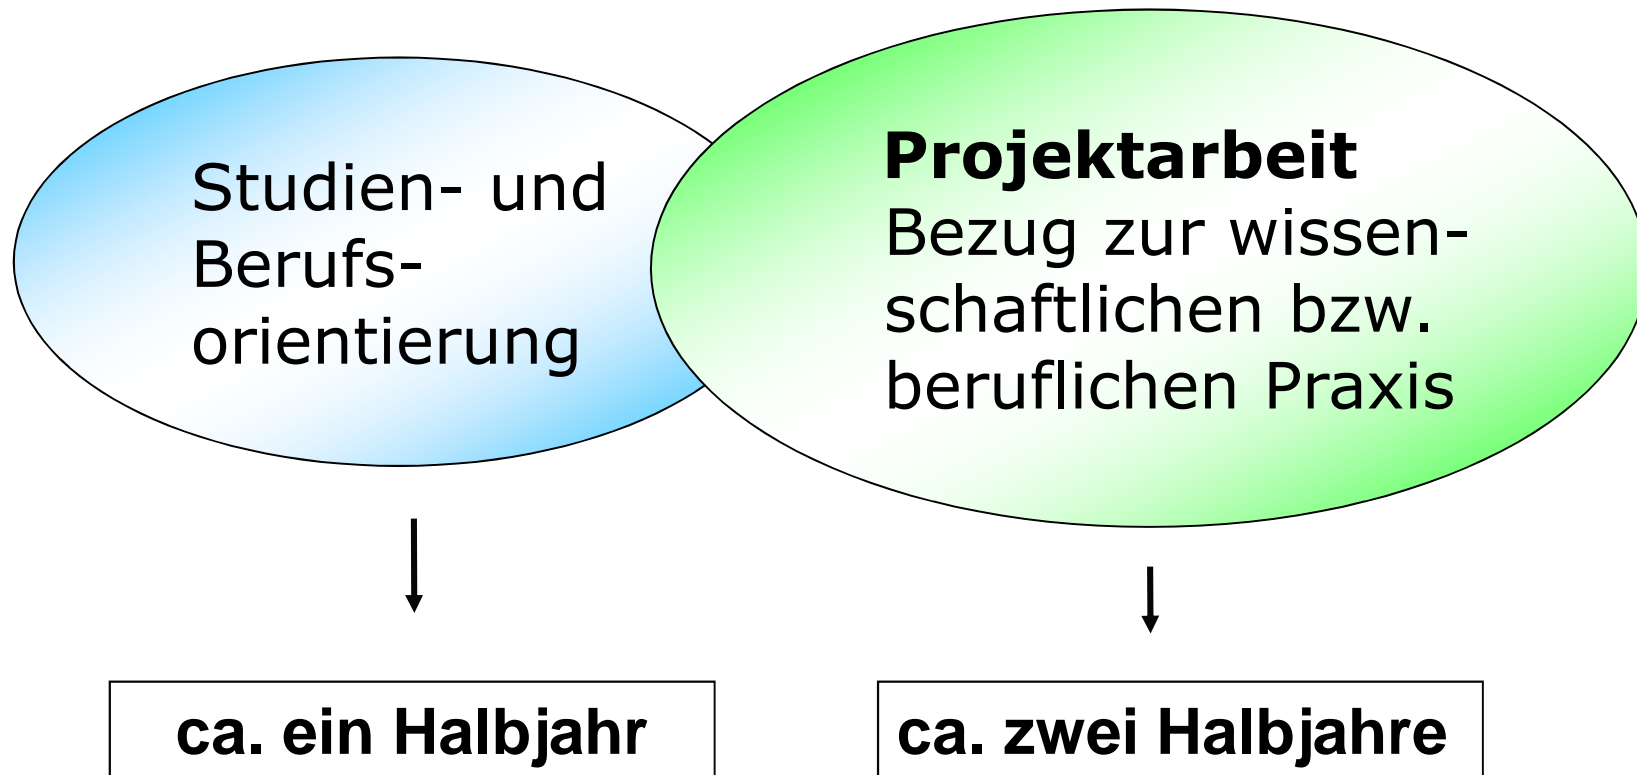 Studien- und
Berufs-
orientierung
Projektarbeit
Bezug zur wissen-
schaftlichen bzw.
beruflichen Praxis
ca. ein Halbjahr
ca. zwei Halbjahre